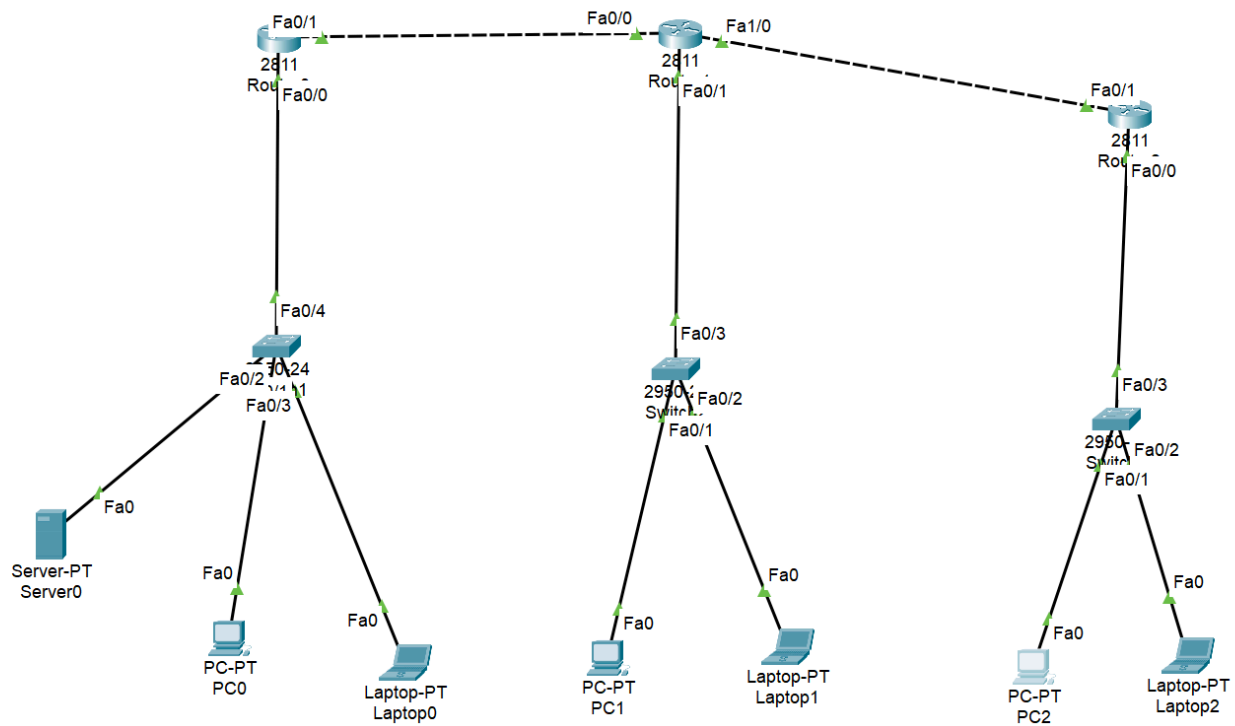 Fa0/1
Fa0/0
Fa1/0
2811
Fa0/0
2811
Fa0/1
Fa0/1
2811
Fa0/0
Fa0/4
Fa0/2
Fa0/3
Fa0/3
Fa0/2
Fa0/1
Fa0/3
Fa0/2
Fa0/1
Fa0
Server-PT
Server0
Fa0
PC-PT
PC0
Fa0
Laptop-PT
Laptop0
Fa0
PC-PT
PC1
Fa0
Laptop-PT
Laptop1
Fa0
PC-PT
PC2
Fa0
Laptop-PT
Laptop2